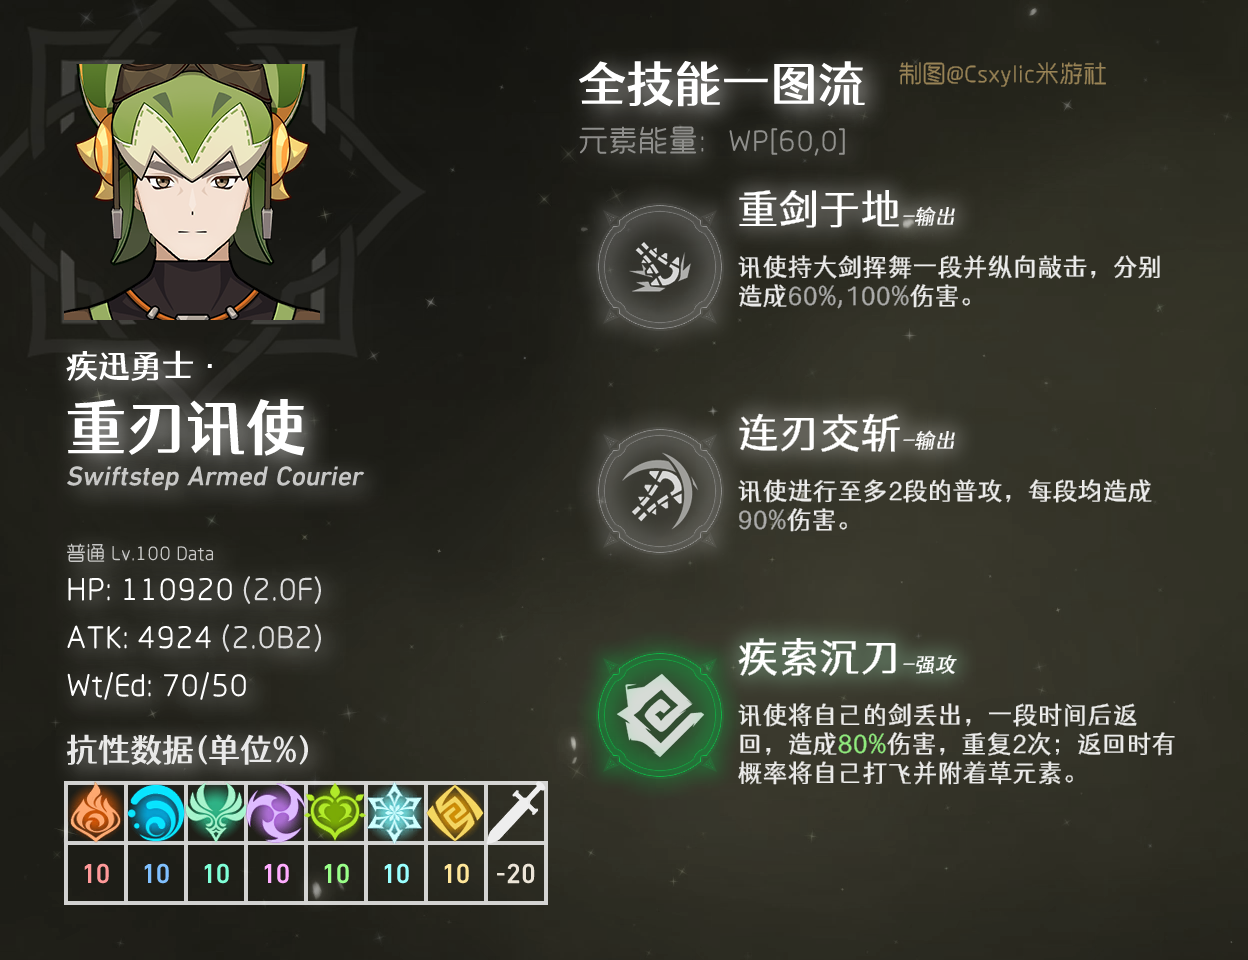 全技能一图流
制图@Csxylic米游社
元素能量： WP[60,0]
重剑于地-输出
讯使持大剑挥舞一段并纵向敲击，分别
造成60%,100%伤害。
连刃交斩-输出
讯使进行至多2段的普攻，每段均造成
90%伤害。
疾索沉刀-强攻
讯使将自己的剑丢出，一段时间后返
回，造成80%伤害，重复2次；返回时有
概率将自己打飞并附着草元素。
疾迅勇士·
重刃讯使
Swiftstep Armed Courier
普通 Lv.100 Data
HP: 110920 (2.0F)
ATK: 4924 (2.0B2)
Wt/Ed: 70/50
抗性数据(单位%)
10 10 10 10 10 10 10 -20